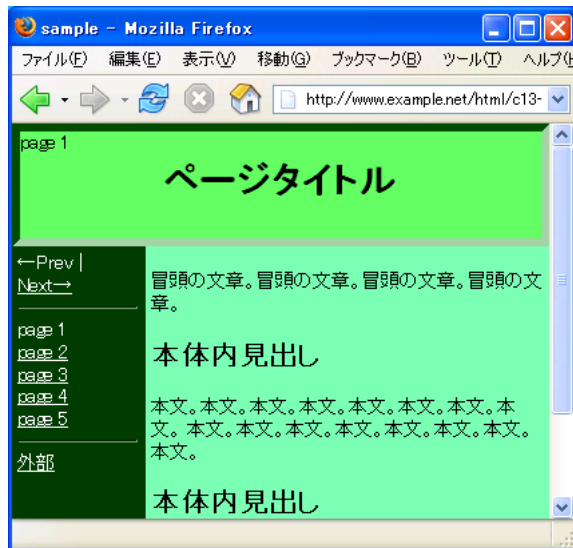 sample - Mozilla Firefox
ファイル(F) 編集(E) 表示(V) 移動(G) ブックマーク(B) ツール(T) ヘルプ(H
http://www.example.net/html/c13-
page 1
ページタイトル
←Prev |
Next→
page 1
page 2
page 3
page 4
page 5
外部
冒頭の文章。冒頭の文章。冒頭の文章。冒頭の文
章。
本体内見出し
本文。本文。本文。本文。本文。本文。本文。本
文。本文。本文。本文。本文。本文。本文。本文。
本文。
本体内見出し